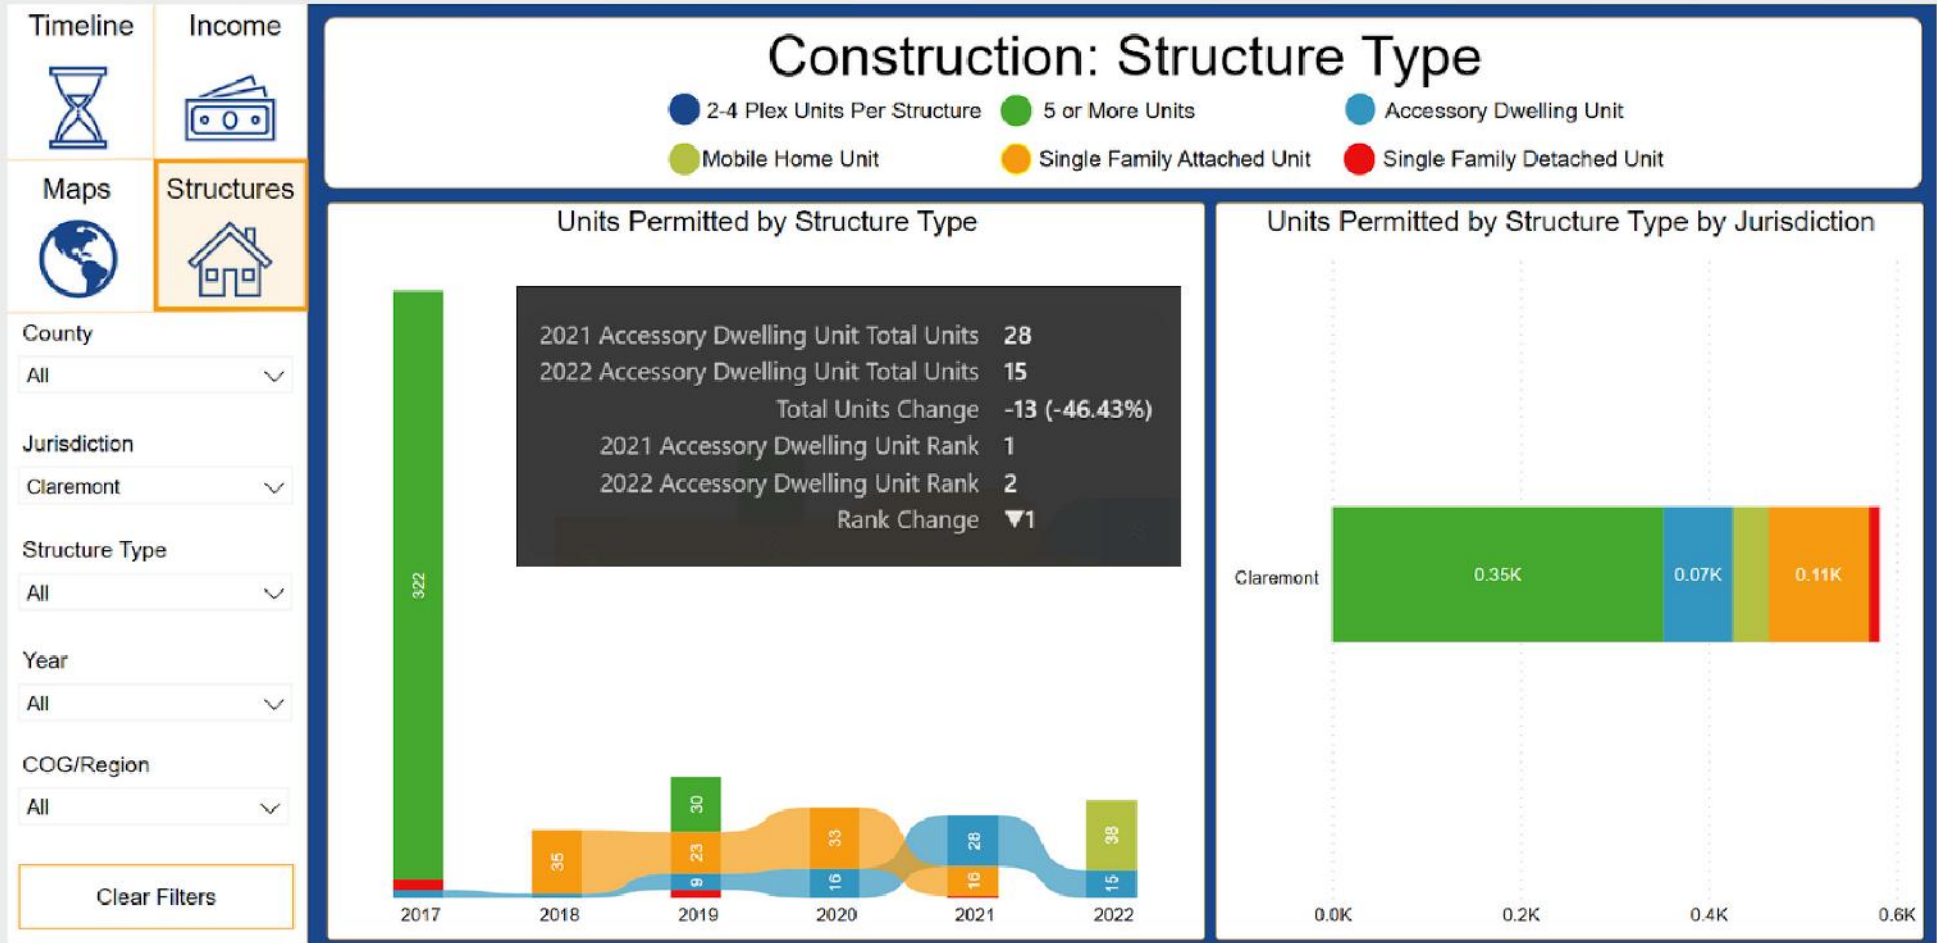 Timeline
Income
Maps
Structures
County
All
Jurisdiction
Claremont
Structure Type
All
Year
All
COG/Region
All
Clear Filters
Construction: Structure Type
2-4 Plex Units Per Structure
5 or More Units
Accessory Dwelling Unit
Mobile Home Unit
Single Family Attached Unit
Single Family Detached Unit
Units Permitted by Structure Type
2021 Accessory Dwelling Unit Total Units 28
2022 Accessory Dwelling Unit Total Units 15
Total Units Change -13 (-46.43%)
2021 Accessory Dwelling Unit Rank 1
2022 Accessory Dwelling Unit Rank 2
Rank Change ▼1
322
35
30
23
9
33
16
28
16
38
15
2017 2018 2019 2020 2021 2022
Units Permitted by Structure Type by Jurisdiction
Claremont
0.35K
0.07K
0.11K
0.0K 0.2K 0.4K 0.6K